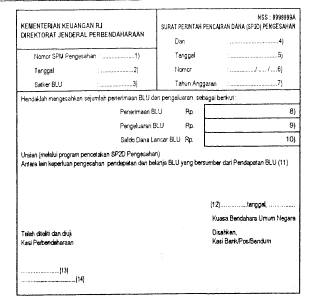 NSS : 9999999A
KEMENTERIAN KEUANGAN RI
DIREKTORAT JENDERAL PERBENDAHARAAN
SURAT PERINTAH PENCAIRAN DANA (SP2D) PENGESAHAN
Nomor SPM Pengesahan ..............1)
Tanggal :..............2)
Satker BLU :..............3)
Dari :..............4)
Tanggal :..............5)
Nomor :........../...../....6)
Tahun Anggaran :..............7)
Hendaklah mengesahkan sejumlah penerimaan BLU dan pengeluaran sebagai berikut:
Penerimaan BLU Rp. 8)
Pengeluaran BLU Rp. 9)
Saldo Dana Lancar BLU Rp. 10)
Uraian (melalui program pencetakan SP2D Pengesahan)
Antara lain keperluan pengesahan pendapatan dan belanja BLU yang bersumber dari Pendapatan BLU (11)
(12)..............tanggal, ..............
Kuasa Bendahara Umum Negara
Telah diteliti dan diuji
Kasi Perbendaharaan
Disahkan,
Kasi Bank/Pos/Bendum
....................(13)
....................(14)